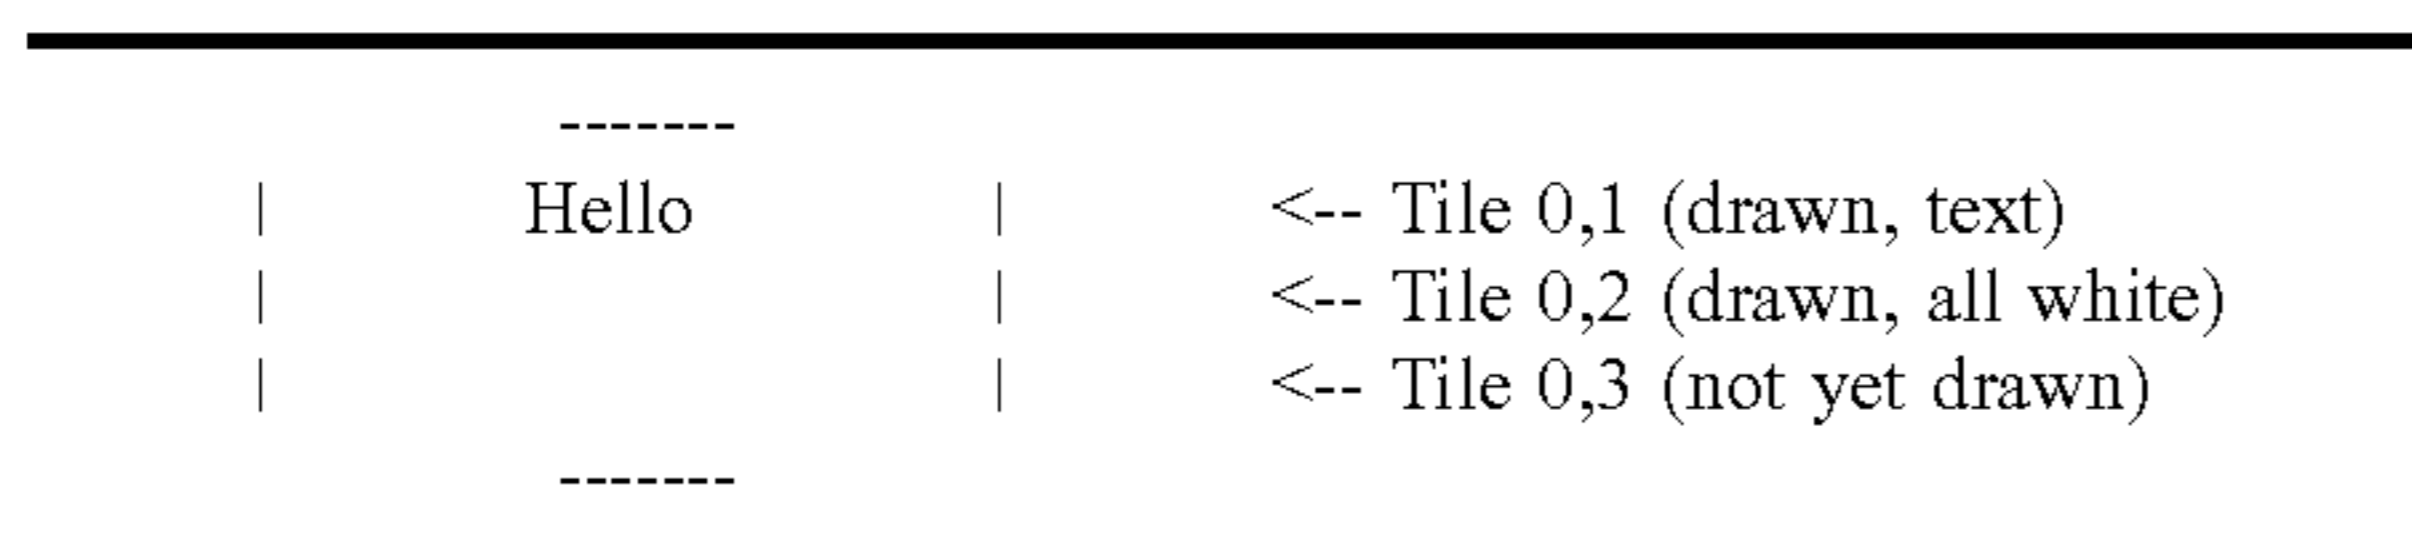 -------
| Hello | <-- Tile 0,1 (drawn, text)
| | <-- Tile 0,2 (drawn, all white)
| | <-- Tile 0,3 (not yet drawn)
-------